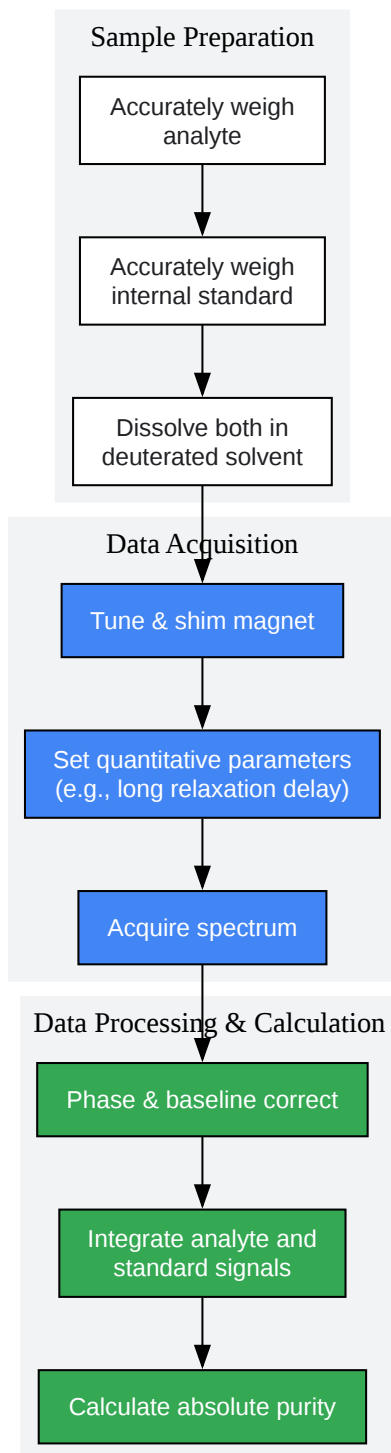 Sample Preparation
Accurately weigh
analyte
Accurately weigh
internal standard
Dissolve both in
deuterated solvent
Data Acquisition
Tune & shim magnet
Set quantitative parameters
(e.g., long relaxation delay)
Acquire spectrum
Data Processing & Calculation
Phase & baseline correct
Integrate analyte and
standard signals
Calculate absolute purity